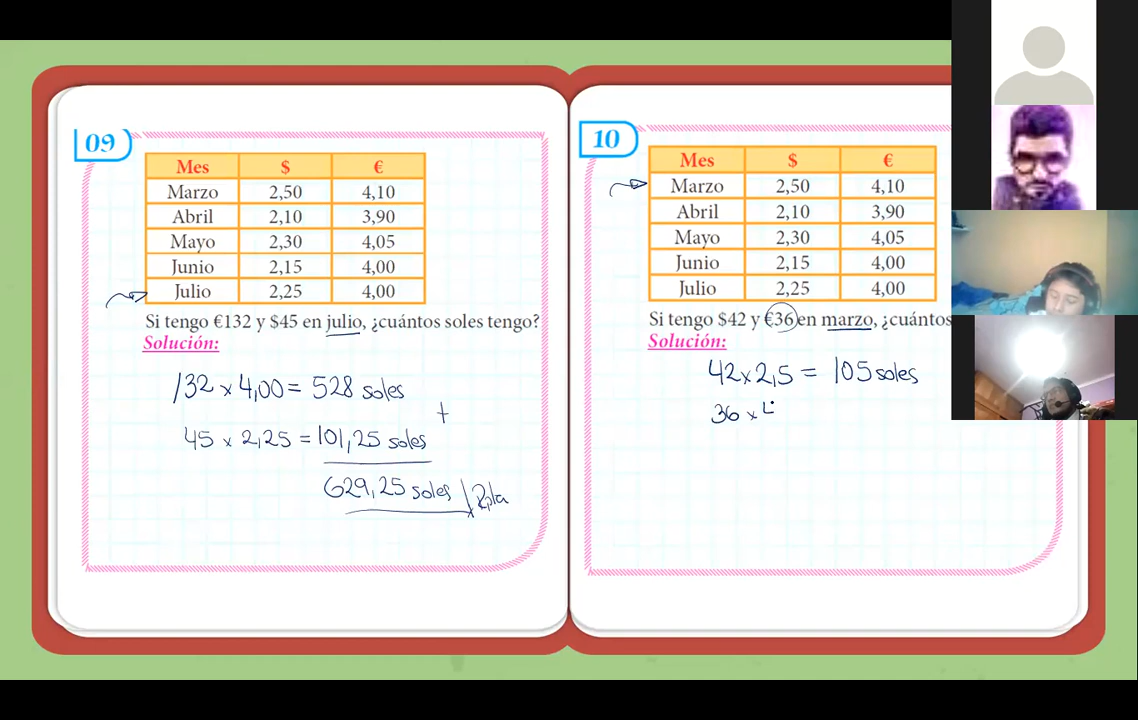 09
Mes $ €
Marzo 2,50 4,10
Abril 2,10 3,90
Mayo 2,30 4,05
Junio 2,15 4,00
Julio 2,25 4,00
Si tengo €132 y $45 en julio, ¿cuántos soles tengo?
Solución:
132 x 4,00 = 528 soles
+
45 x 2,25 = 101,25 soles
629,25 soles Rpta
10
Mes $ €
Marzo 2,50 4,10
Abril 2,10 3,90
Mayo 2,30 4,05
Junio 2,15 4,00
Julio 2,25 4,00
Si tengo $42 y €36 en marzo, ¿cuántos
Solución:
42 x 2,5 = 105 soles
36 x